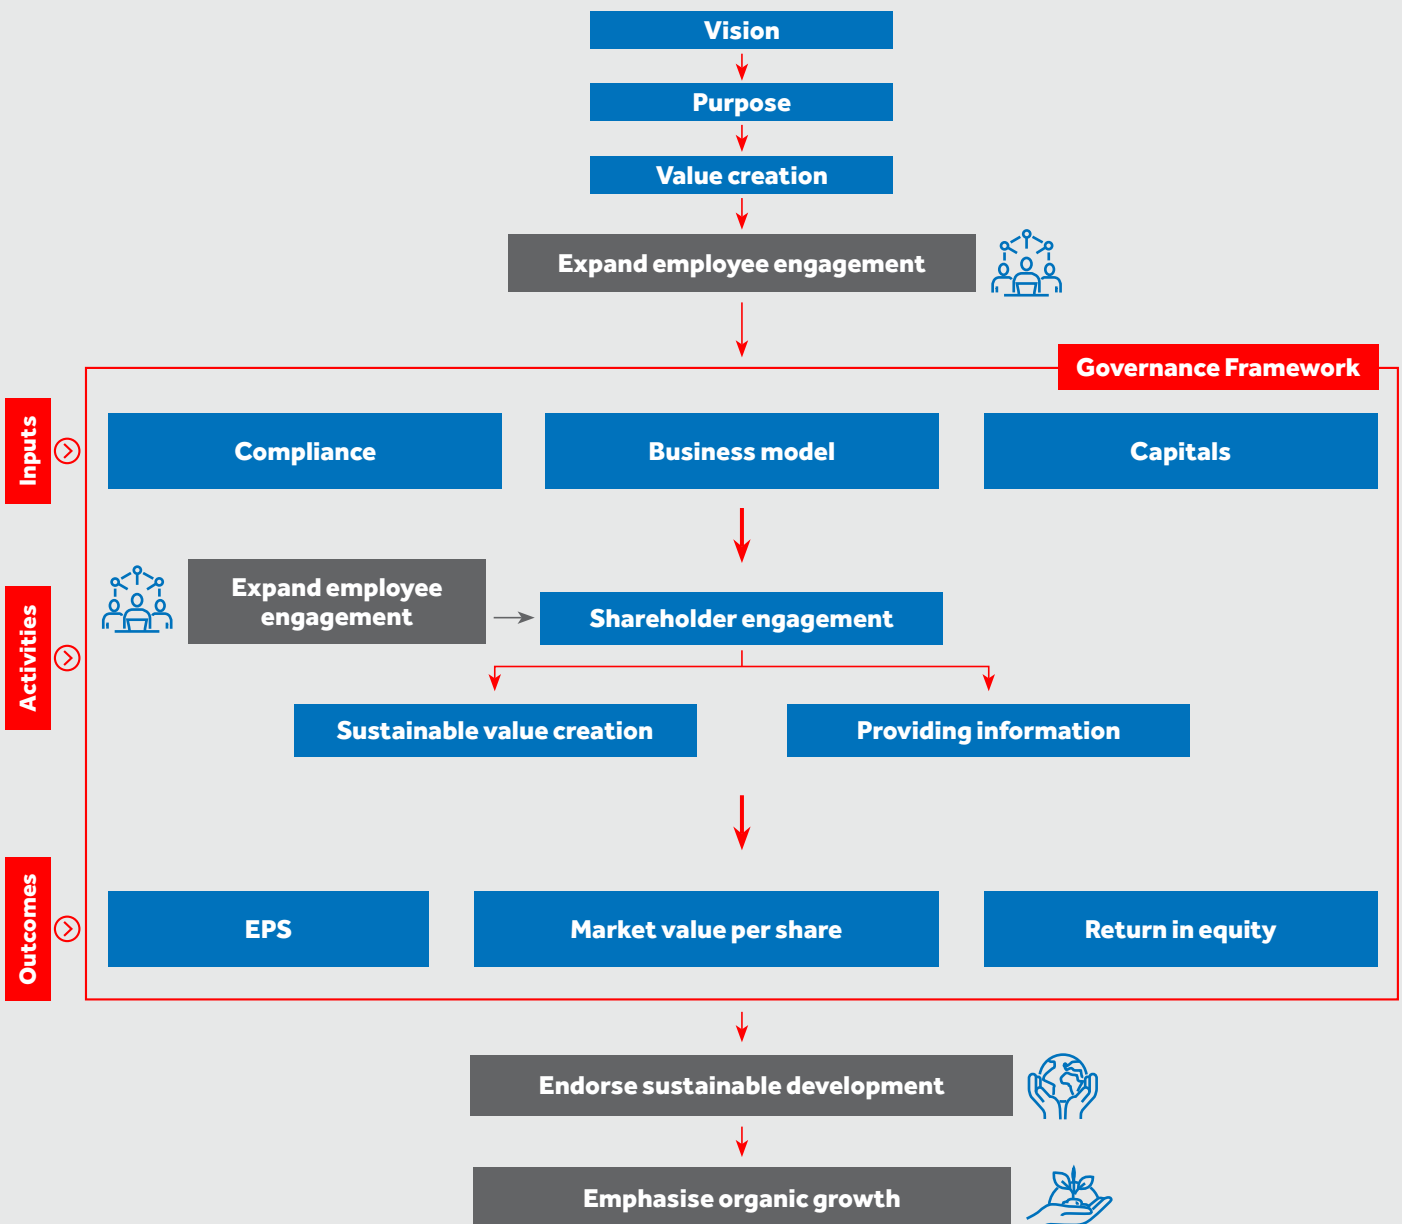 Vision
Purpose
Value creation
Expand employee engagement
Governance Framework
Inputs
Compliance
Business model
Capitals
Activities
Expand employee
engagement
Shareholder engagement
Sustainable value creation
Providing information
Outcomes
EPS
Market value per share
Return in equity
Endorse sustainable development
Emphasise organic growth